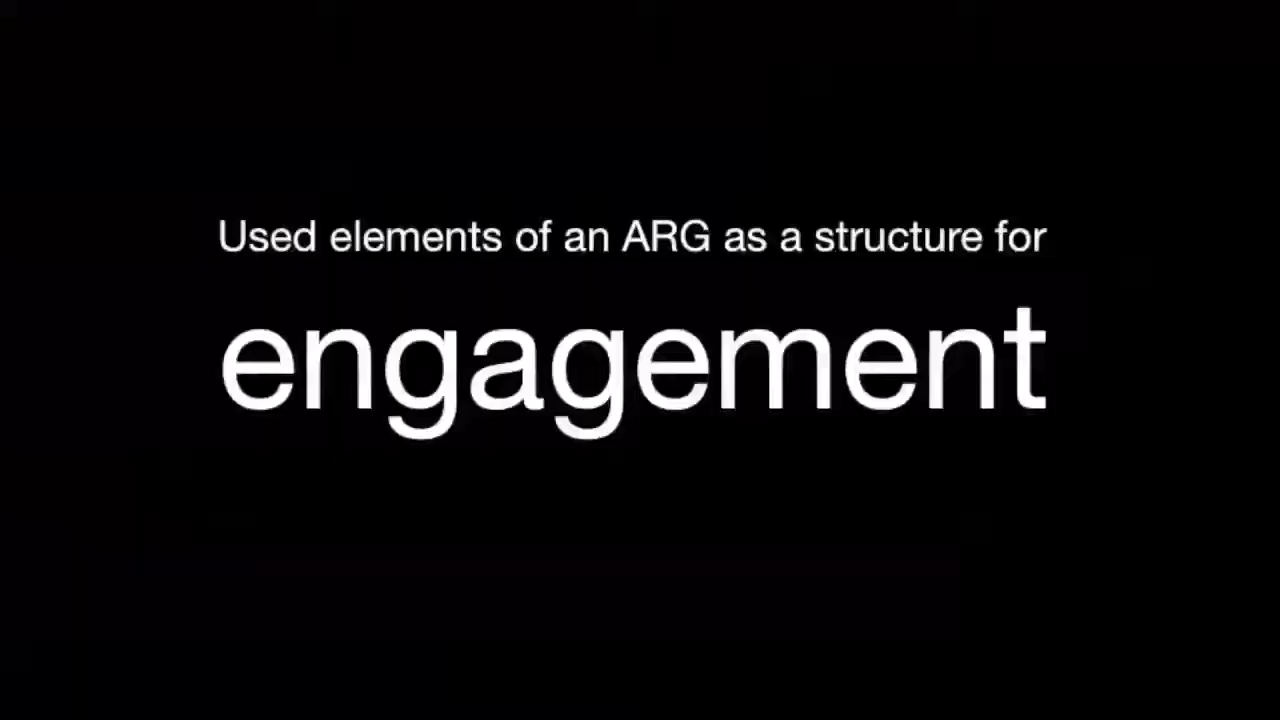 Used elements of an ARG as a structure for
engagement